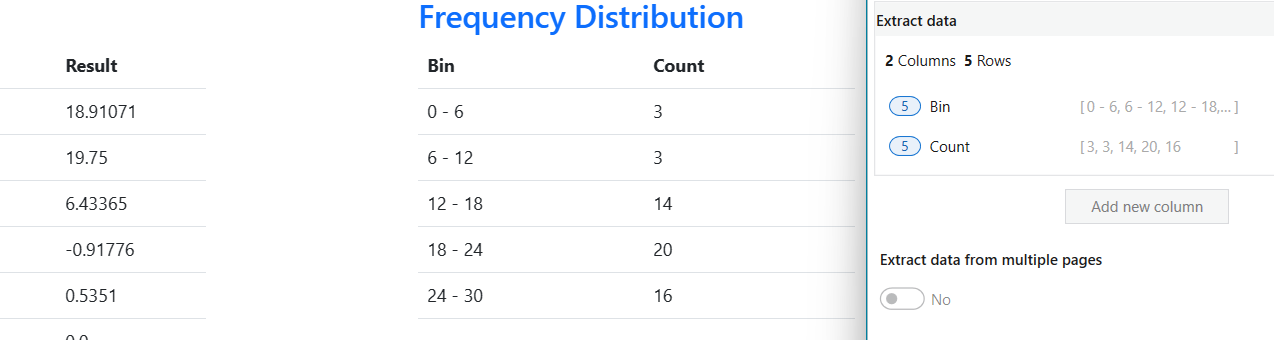 Frequency Distribution
Result
18.91071
19.75
6.43365
-0.91776
0.5351
0.0
Bin Count
0 - 6 3
6 - 12 3
12 - 18 14
18 - 24 20
24 - 30 16
Extract data
2 Columns 5 Rows
5 Bin [ 0 - 6, 6 - 12, 12 - 18,... ]
5 Count [ 3, 3, 14, 20, 16 ]
Add new column
Extract data from multiple pages
No